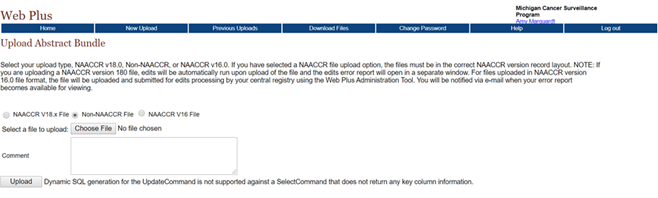 Michigan Cancer Surveillance
Program
Web Plus
Amy Marquardt
Home New Upload Previous Uploads Download Files Change Password Help Log out
Upload Abstract Bundle
Select your upload type, NAACCR v18.0, Non-NAACCR, or NAACCR v16.0. If you have selected a NAACCR file upload option, the files must be in the correct NAACCR version record layout. NOTE: If
you are uploading a NAACCR version 180 file, edits will be automatically run upon upload of the file and the edits error report will open in a separate window. For files uploaded in NAACCR version
16.0 file format, the file will be uploaded and submitted for edits processing by your central registry using the Web Plus Administration Tool. You will be notified via e-mail when your error report
becomes available for viewing.
NAACCR V18.x File Non-NAACCR File NAACCR V16 File
Select a file to upload: Choose File No file chosen
Comment
Upload Dynamic SQL generation for the UpdateCommand is not supported against a SelectCommand that does not return any key column information.